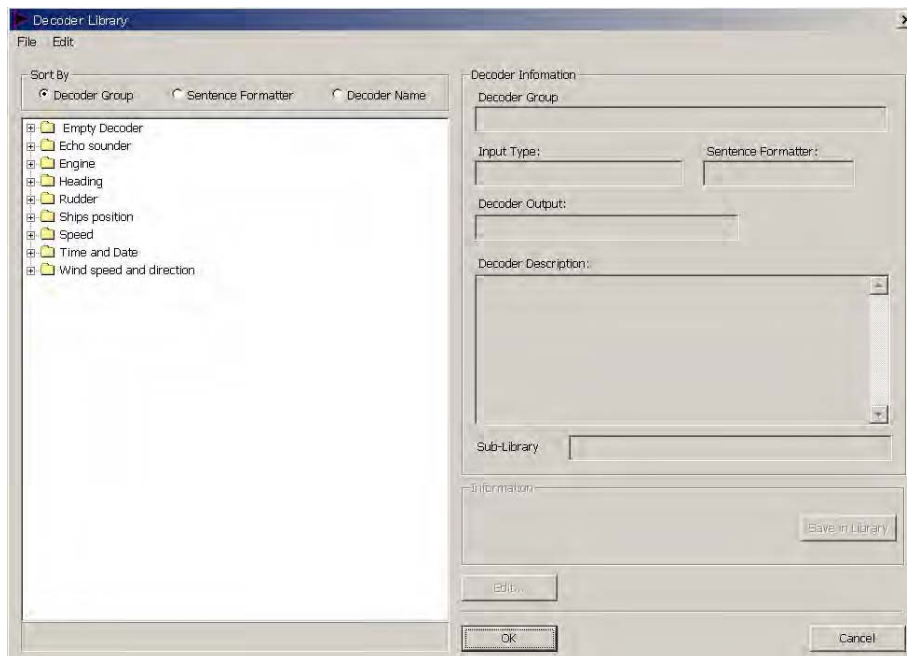 Decoder Library
File Edit
Sort By
Decoder Group Sentence Formatter Decoder Name
Empty Decoder
Echo sounder
Engine
Heading
Rudder
Ships position
Speed
Time and Date
Wind speed and direction
Decoder Infomation
Decoder Group
Input Type: Sentence Formatter:
Decoder Output:
Decoder Description:
Sub-Library
Information
Save in Library
Edit...
OK Cancel